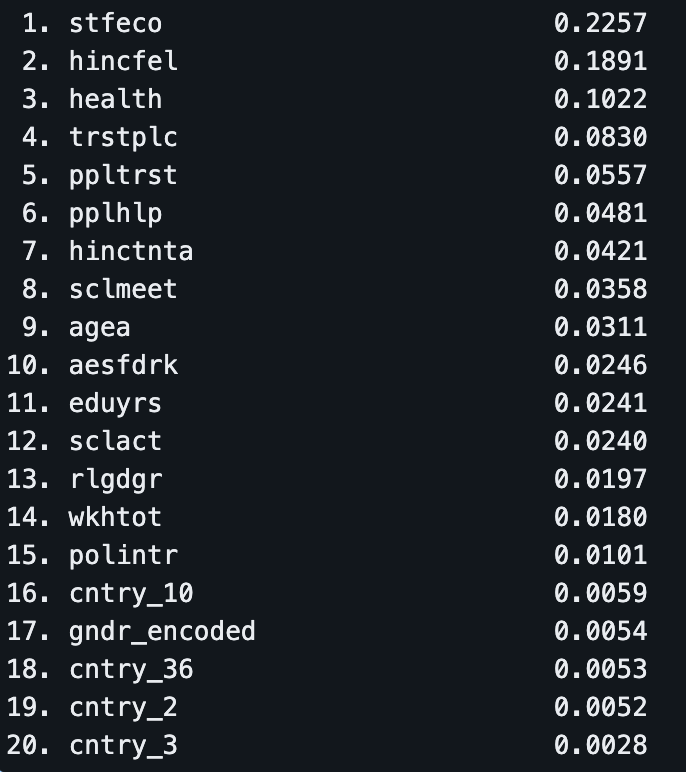 1. stfeco 0.2257
2. hincfel 0.1891
3. health 0.1022
4. trstplc 0.0830
5. ppltrst 0.0557
6. pplhlp 0.0481
7. hinctnta 0.0421
8. sclmeet 0.0358
9. agea 0.0311
10. aesfdrk 0.0246
11. eduyrs 0.0241
12. sclact 0.0240
13. rlgdgr 0.0197
14. wkhtot 0.0180
15. polintr 0.0101
16. cntry_10 0.0059
17. gndr_encoded 0.0054
18. cntry_36 0.0053
19. cntry_2 0.0052
20. cntry_3 0.0028